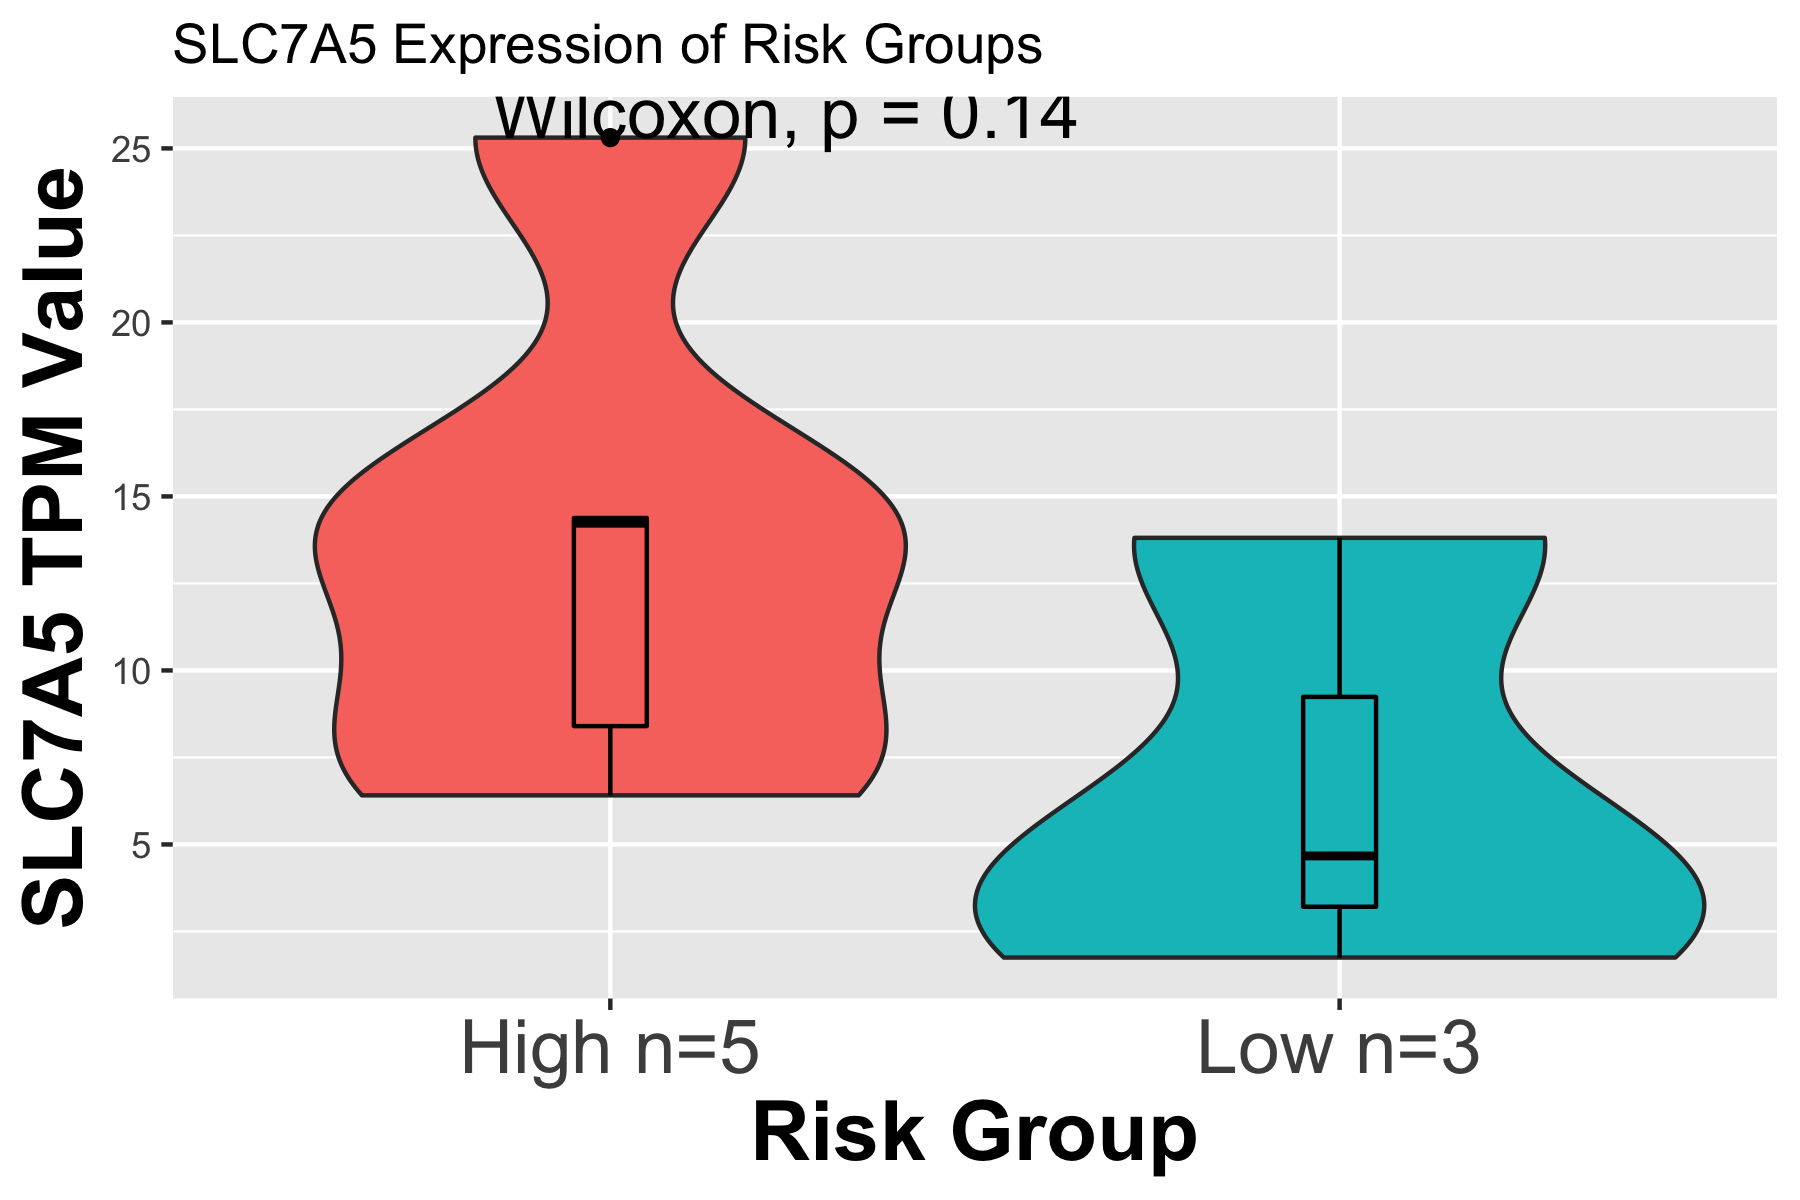 SLC7A5 Expression of Risk Groups
Wilcoxon, p = 0.14
SLC7A5 TPM Value
25
20
15
10
5
High n=5
Low n=3
Risk Group